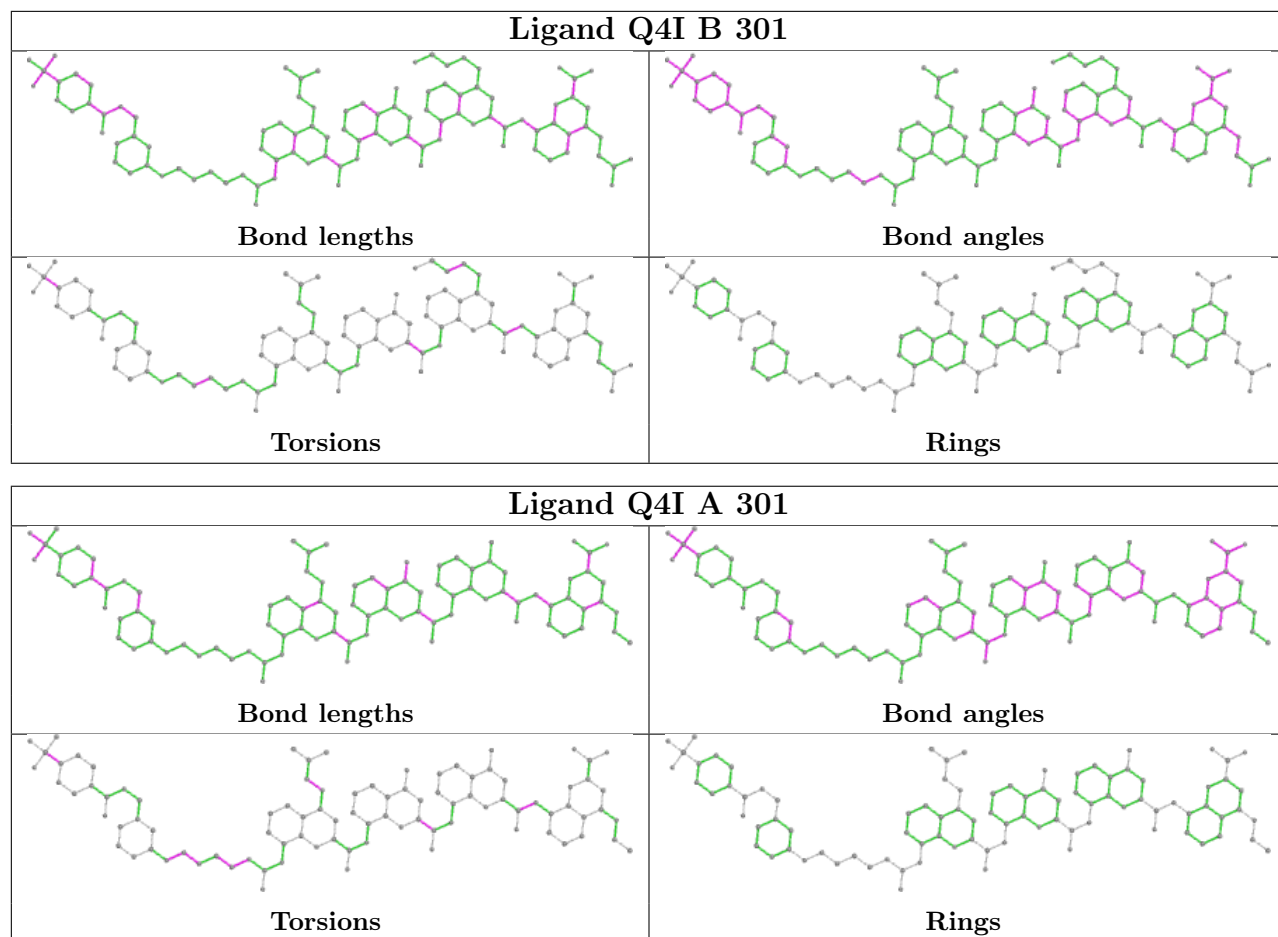 Ligand Q4I B 301
Bond lengths
Bond angles
Torsions
Rings
Ligand Q4I A 301
Bond lengths
Bond angles
Torsions
Rings